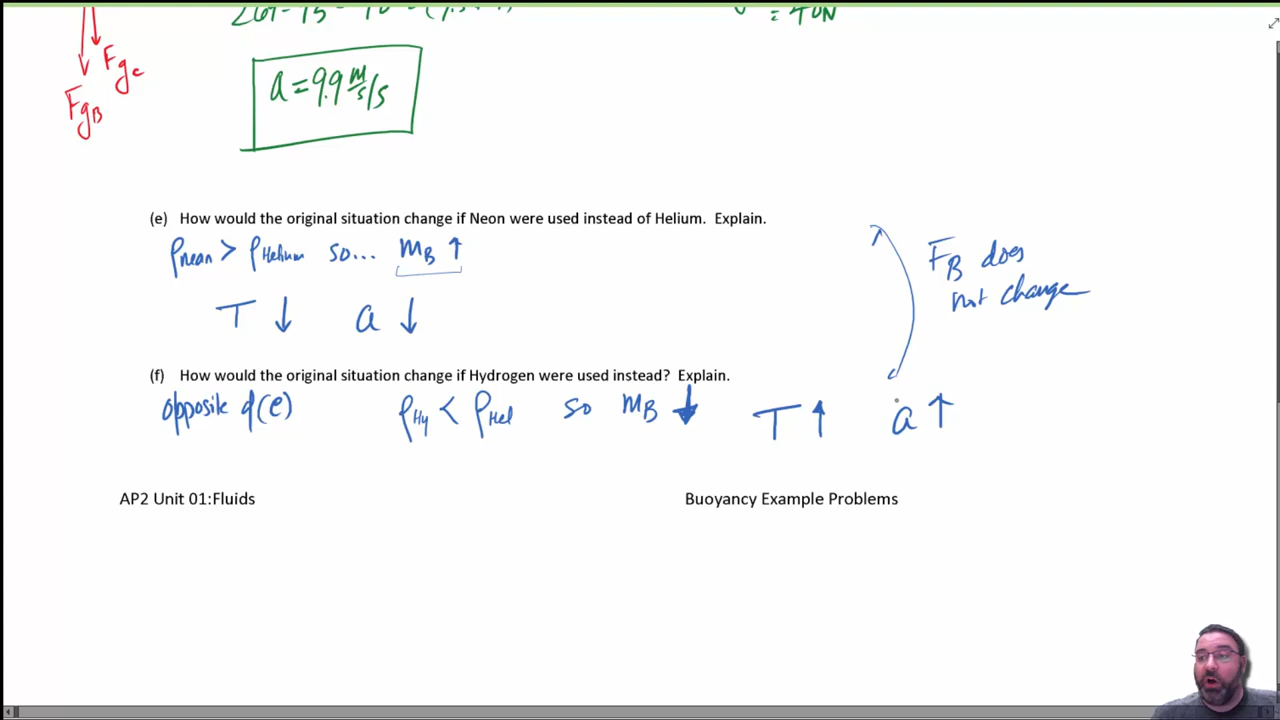 F_gc
F_gB
a = 9.9 m/s/s
(e) How would the original situation change if Neon were used instead of Helium. Explain.
ρ_neon > ρ_Helium so... m_B ↑
T ↓ a ↓
F_B does
not change
(f) How would the original situation change if Hydrogen were used instead? Explain.
opposite of (e) ρ_Hy < ρ_Hel so m_B ↓ T ↑ a ↑
AP2 Unit 01:Fluids Buoyancy Example Problems